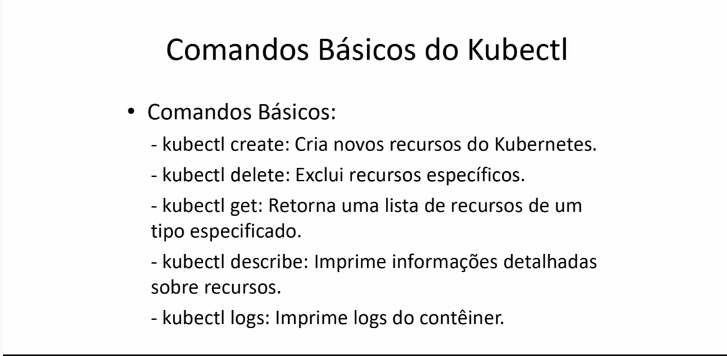 Comandos Básicos do Kubectl
• Comandos Básicos:
- kubectl create: Cria novos recursos do Kubernetes.
- kubectl delete: Exclui recursos específicos.
- kubectl get: Retorna uma lista de recursos de um
tipo especificado.
- kubectl describe: Imprime informações detalhadas
sobre recursos.
- kubectl logs: Imprime logs do contêiner.